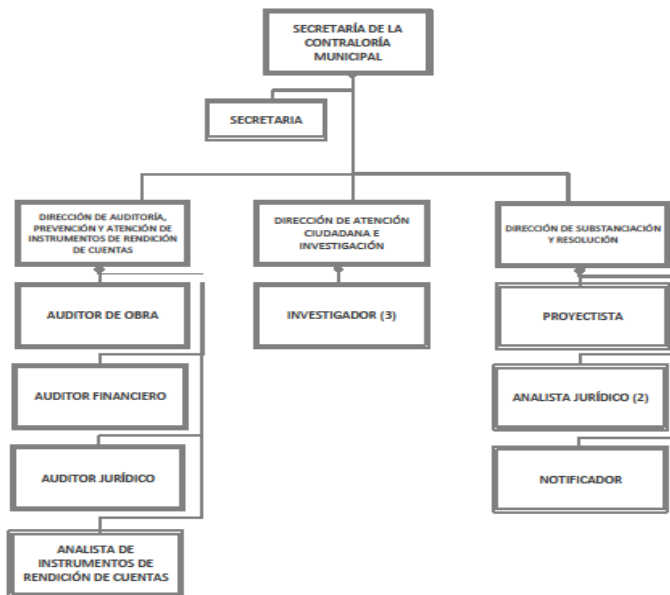 SECRETARÍA DE LA
CONTRALORÍA
MUNICIPAL
SECRETARIA
DIRECCIÓN DE AUDITORÍA,
PREVENCIÓN Y ATENCIÓN DE
INSTRUMENTOS DE RENDICIÓN
DE CUENTAS
AUDITOR DE OBRA
AUDITOR FINANCIERO
AUDITOR JURÍDICO
ANALISTA DE
INSTRUMENTOS DE
RENDICIÓN DE CUENTAS
DIRECCIÓN DE ATENCIÓN
CIUDADANA E
INVESTIGACIÓN
INVESTIGADOR (3)
DIRECCIÓN DE SUBSTANCIACIÓN
Y RESOLUCIÓN
PROYECTISTA
ANALISTA JURÍDICO (2)
NOTIFICADOR